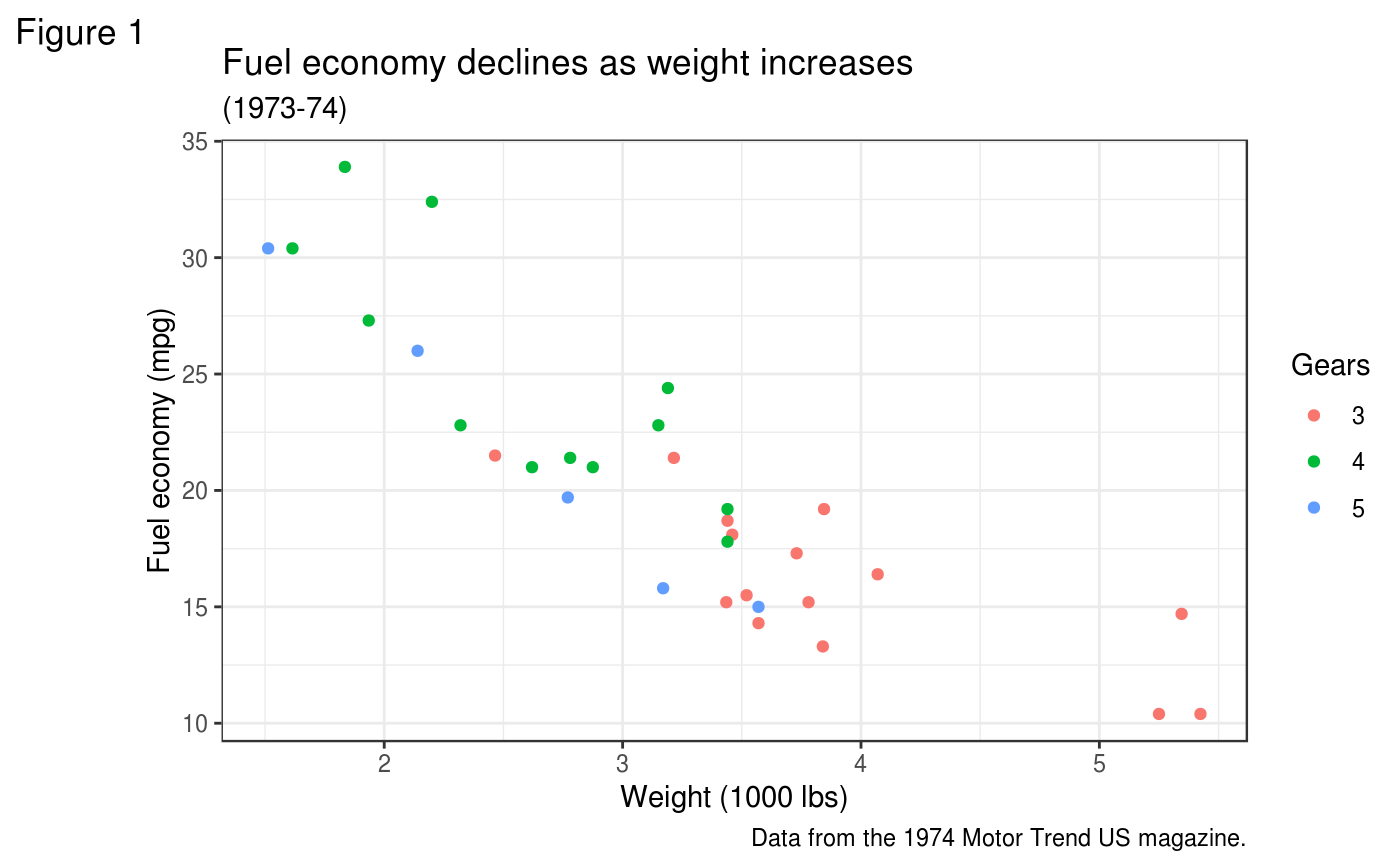 Figure 1
Fuel economy declines as weight increases
(1973-74)
Fuel economy (mpg)
35
30
25
20
15
10
2 3 4 5
Weight (1000 lbs)
Gears
3
4
5
Data from the 1974 Motor Trend US magazine.